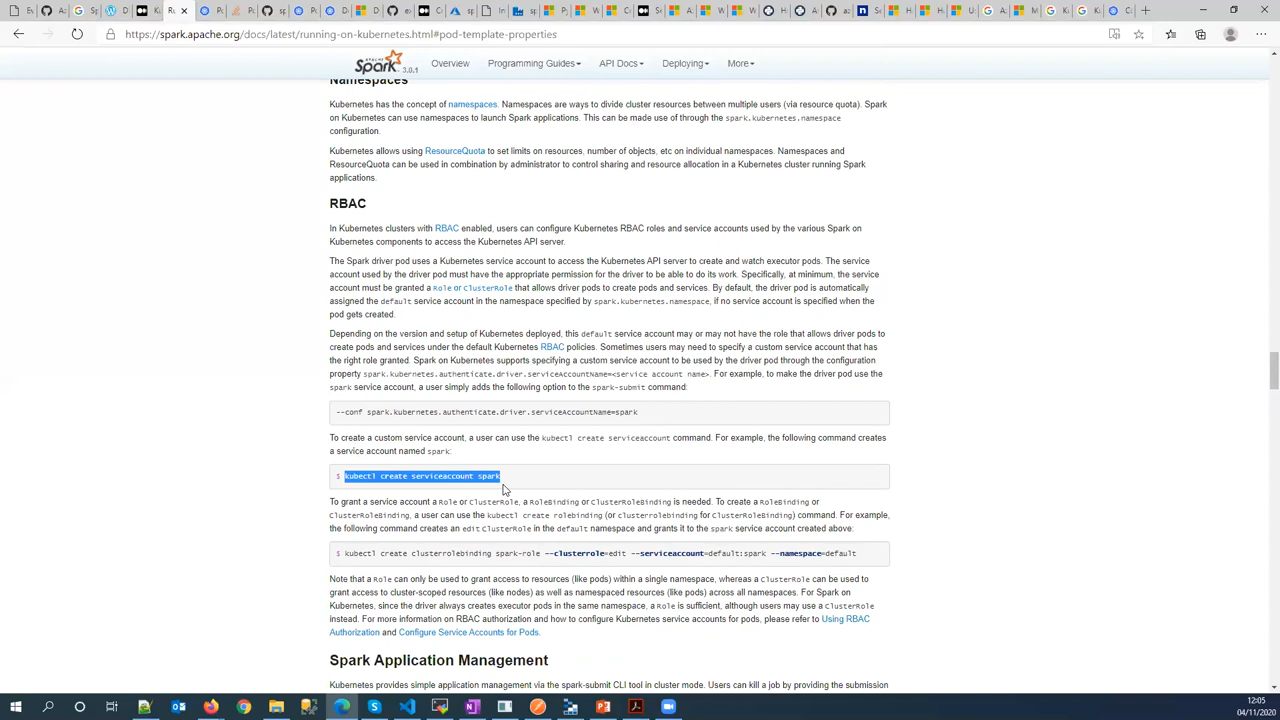 spark.apache.org/docs/latest/running-on-kubernetes.html#pod-template-properties
https://spark.apache.org/docs/latest/running-on-kubernetes.html#pod-template-properties
APACHE Spark 3.0.1 Overview Programming Guides API Docs Deploying More
Namespaces
Kubernetes has the concept of namespaces. Namespaces are ways to divide cluster resources between multiple users (via resource quota). Spark
on Kubernetes can use namespaces to launch Spark applications. This can be made use of through the spark.kubernetes.namespace
configuration.
Kubernetes allows using ResourceQuota to set limits on resources, number of objects, etc on individual namespaces. Namespaces and
ResourceQuota can be used in combination by administrator to control sharing and resource allocation in a Kubernetes cluster running Spark
applications.
RBAC
In Kubernetes clusters with RBAC enabled, users can configure Kubernetes RBAC roles and service accounts used by the various Spark on
Kubernetes components to access the Kubernetes API server.
The Spark driver pod uses a Kubernetes service account to access the Kubernetes API server to create and watch executor pods. The service
account used by the driver pod must have the appropriate permission for the driver to be able to do its work. Specifically, at minimum, the service
account must be granted a Role or ClusterRole that allows driver pods to create pods and services. By default, the driver pod is automatically
assigned the default service account in the namespace specified by spark.kubernetes.namespace, if no service account is specified when the
pod gets created.
Depending on the version and setup of Kubernetes deployed, this default service account may or may not have the role that allows driver pods to
create pods and services under the default Kubernetes RBAC policies. Sometimes users may need to specify a custom service account that has
the right role granted. Spark on Kubernetes supports specifying a custom service account to be used by the driver pod through the configuration
property spark.kubernetes.authenticate.driver.serviceAccountName=<service account name>. For example, to make the driver pod use the
spark service account, a user simply adds the following option to the spark-submit command:
--conf spark.kubernetes.authenticate.driver.serviceAccountName=spark
To create a custom service account, a user can use the kubectl create serviceaccount command. For example, the following command creates
a service account named spark:
$ kubectl create serviceaccount spark
To grant a service account a Role or ClusterRole, a RoleBinding or ClusterRoleBinding is needed. To create a RoleBinding or
ClusterRoleBinding, a user can use the kubectl create rolebinding (or clusterrolebinding for ClusterRoleBinding) command. For example,
the following command creates an edit ClusterRole in the default namespace and grants it to the spark service account created above:
$ kubectl create clusterrolebinding spark-role --clusterrole=edit --serviceaccount=default:spark --namespace=default
Note that a Role can only be used to grant access to resources (like pods) within a single namespace, whereas a ClusterRole can be used to
grant access to cluster-scoped resources (like nodes) as well as namespaced resources (like pods) across all namespaces. For Spark on
Kubernetes, since the driver always creates executor pods in the same namespace, a Role is sufficient, although users may use a ClusterRole
instead. For more information on RBAC authorization and how to configure Kubernetes service accounts for pods, please refer to Using RBAC
Authorization and Configure Service Accounts for Pods.
Spark Application Management
Kubernetes provides simple application management via the spark-submit CLI tool in cluster mode. Users can kill a job by providing the submission
12:05
04/11/2020